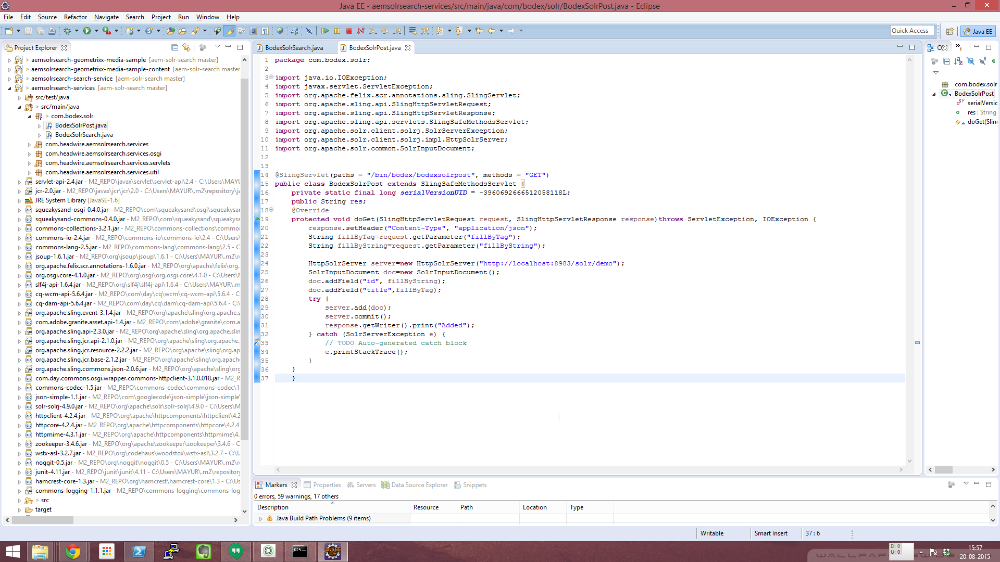 Java EE - aemsolrsearch-services/src/main/java/com/bodex/solr/BodexSolrPost.java - Eclipse
File Edit Source Refactor Navigate Search Project Run Window Help
Quick Access
Java EE
Project Explorer
> aemsolrsearch-geometrixx-media-sample [aem-solr-search master]
> aemsolrsearch-geometrixx-media-sample-content [aem-solr-search master
> aemsolrsearch-search-service [aem-solr-search master]
> aemsolrsearch-services [aem-solr-search master]
src/test/java
> src/main/java
> com.bodex.solr
BodexSolrPost.java
BodexSolrSearch.java
com.headwire.aemsolrsearch.services
com.headwire.aemsolrsearch.services.osgi
com.headwire.aemsolrsearch.services.servlets
com.headwire.aemsolrsearch.services.util
servlet-api-2.4.jar - M2_REPO\javax\servlet\servlet-api\2.4 - C:\Users\MAYU
jcr-2.0.jar - M2_REPO\javax\jcr\jcr\2.0 - C:\Users\MAYUR\.m2\repository\j
JRE System Library [JavaSE-1.6]
squeakysand-osgi-0.4.0.jar - M2_REPO\com\squeakysand\osgi\squeakysand
squeakysand-commons-0.4.0.jar - M2_REPO\com\squeakysand\squeakysand
commons-collections-3.2.1.jar - M2_REPO\commons-collections\commo
commons-io-2.4.jar - M2_REPO\commons-io\commons-io\2.4 - C:\Users\
commons-lang-2.5.jar - M2_REPO\commons-lang\commons-lang\2.5 - C
jsoup-1.6.1.jar - M2_REPO\org\jsoup\jsoup\1.6.1 - C:\Users\MAYUR\.m2\r
org.apache.felix.scr.annotations-1.6.0.jar - M2_REPO\org\apache\felix\org.
org.osgi.core-4.1.0.jar - M2_REPO\org\osgi\org.osgi.core\4.1.0 - C:\Users\
slf4j-api-1.6.4.jar - M2_REPO\org\slf4j\slf4j-api\1.6.4 - C:\Users\MAYUR\.m
cq-wcm-api-5.6.4.jar - M2_REPO\com\day\cq\wcm\cq-wcm-api\5.6.4 - C
cq-dam-api-5.6.4.jar - M2_REPO\com\day\cq\dam\cq-dam-api\5.6.4 - C:\
org.apache.sling.event-3.1.4.jar - M2_REPO\org\apache\sling\org.apache.s
com.adobe.granite.asset.api-1.4.jar - M2_REPO\com\adobe\granite\com.a
org.apache.sling.api-2.3.0.jar - M2_REPO\org\apache\sling\org.apache.slin
org.apache.sling.jcr.api-2.1.0.jar - M2_REPO\org\apache\sling\org.apache.
org.apache.sling.jcr.resource-2.2.2.jar - M2_REPO\org\apache\sling\org.ap
org.apache.sling.jcr.base-2.1.2.jar - M2_REPO\org\apache\sling\org.apache
org.apache.sling.commons.json-2.0.6.jar - M2_REPO\org\apache\sling\org
com.day.commons.osgi.wrapper.commons-httpclient-3.1.0.018.jar - M2_R
commons-codec-1.5.jar - M2_REPO\commons-codec\commons-codec\1
json-simple-1.1.jar - M2_REPO\com\googlecode\json-simple\json-simple\
solr-solrj-4.9.0.jar - M2_REPO\org\apache\solr\solr-solrj\4.9.0 - C:\Users\M
httpclient-4.2.4.jar - M2_REPO\org\apache\httpcomponents\httpclient\4.2
httpcore-4.2.4.jar - M2_REPO\org\apache\httpcomponents\httpcore\4.2.4
httpmime-4.3.1.jar - M2_REPO\org\apache\httpcomponents\httpmime\4.
zookeeper-3.4.6.jar - M2_REPO\org\apache\zookeeper\zookeeper\3.4.6 - C
wstx-asl-3.2.7.jar - M2_REPO\org\codehaus\woodstox\wstx-asl\3.2.7 - C:\U
noggit-0.5.jar - M2_REPO\org\noggit\noggit\0.5 - C:\Users\MAYUR\.m2\r
junit-4.11.jar - M2_REPO\junit\junit\4.11 - C:\Users\MAYUR\.m2\repository
hamcrest-core-1.3.jar - M2_REPO\org\hamcrest\hamcrest-core\1.3 - C:\Us
commons-logging-1.1.1.jar - M2_REPO\commons-logging\commons-log
> src
target
BodexSolrSearch.java
BodexSolrPost.java
1 package com.bodex.solr;
2
3 import java.io.IOException;
4 import javax.servlet.ServletException;
5 import org.apache.felix.scr.annotations.sling.SlingServlet;
6 import org.apache.sling.api.SlingHttpServletRequest;
7 import org.apache.sling.api.SlingHttpServletResponse;
8 import org.apache.sling.api.servlets.SlingSafeMethodsServlet;
9 import org.apache.solr.client.solrj.SolrServerException;
10 import org.apache.solr.client.solrj.impl.HttpSolrServer;
11 import org.apache.solr.common.SolrInputDocument;
12
13
14 @SlingServlet(paths = "/bin/bodex/bodexsolrpost", methods = "GET")
15 public class BodexSolrPost extends SlingSafeMethodsServlet {
16 private static final long serialVersionUID = -3960692666512058118L;
17 public String res;
18 @Override
19 protected void doGet(SlingHttpServletRequest request, SlingHttpServletResponse response)throws ServletException, IOException {
20 response.setHeader("Content-Type", "application/json");
21 String fillByTag=request.getParameter("fillByTag");
22 String fillByString=request.getParameter("fillByString");
23
24 HttpSolrServer server=new HttpSolrServer("http://localhost:8983/solr/demo");
25 SolrInputDocument doc=new SolrInputDocument();
26 doc.addField("id", fillByString);
27 doc.addField("title",fillByTag);
28 try {
29 server.add(doc);
30 server.commit();
31 response.getWriter().print("Added");
32 } catch (SolrServerException e) {
33 // TODO Auto-generated catch block
34 e.printStackTrace();
35 }
36 }
37 }
com.bodex.solr
BodexSolrPost
serialVersio
res : String
doGet(Sling
Markers Properties Servers Data Source Explorer Snippets
0 errors, 59 warnings, 17 others
Description Resource Path Location Type
Java Build Path Problems (9 items)
Writable Smart Insert 37 : 6
D: 0
U: 0
15:57
20-08-2015